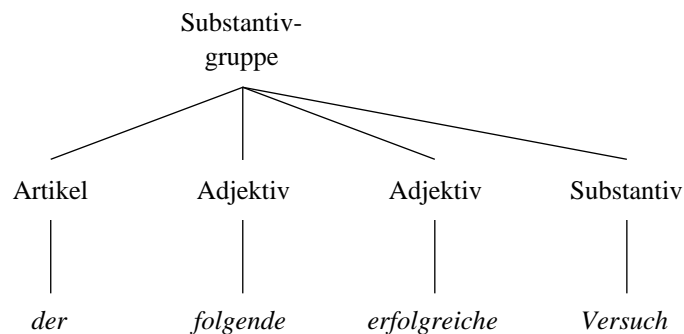 Substantiv-
gruppe
Artikel Adjektiv Adjektiv Substantiv
der folgende erfolgreiche Versuch